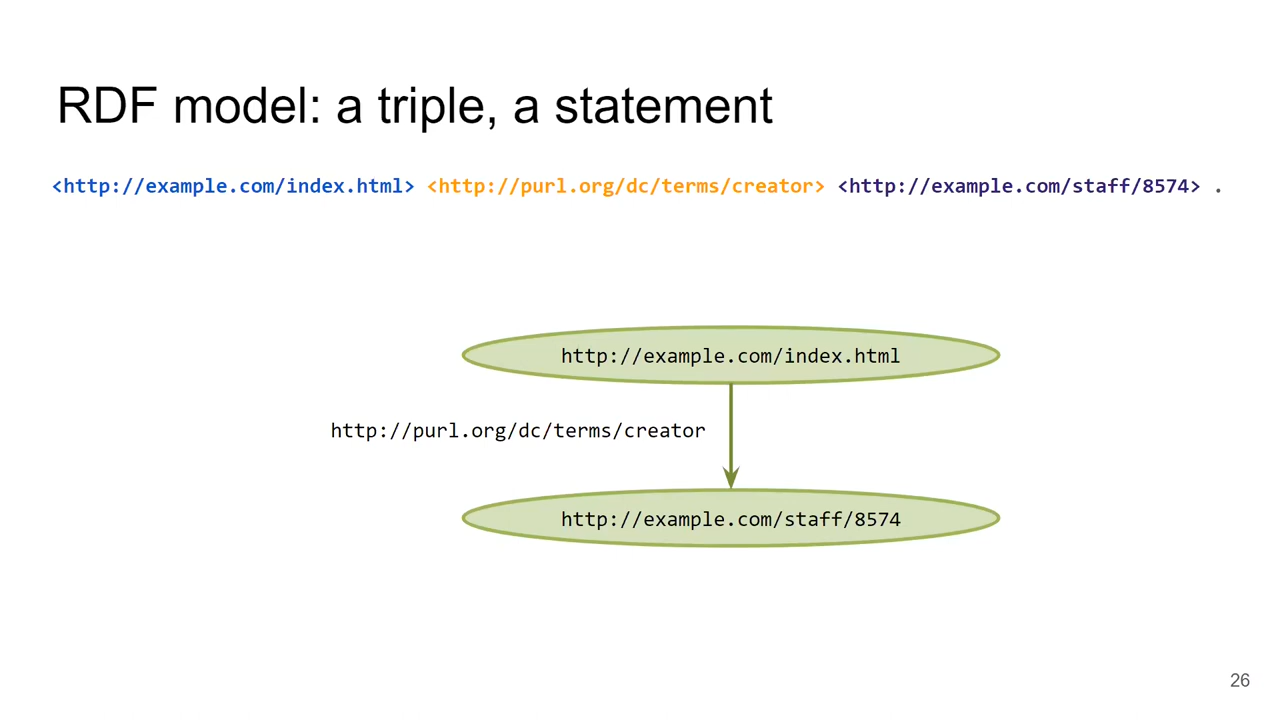 RDF model: a triple, a statement
<http://example.com/index.html> <http://purl.org/dc/terms/creator> <http://example.com/staff/8574> .
http://example.com/index.html
http://purl.org/dc/terms/creator
http://example.com/staff/8574
26